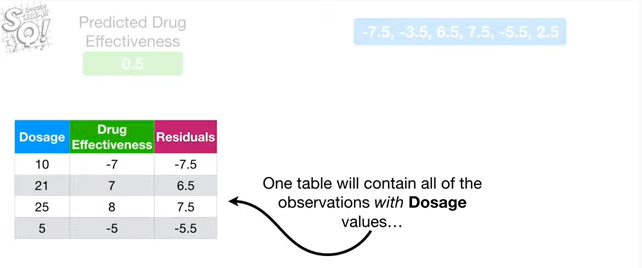 Predicted Drug
Effectiveness
0.5
-7.5, -3.5, 6.5, 7.5, -5.5, 2.5
Dosage Drug Effectiveness Residuals
10 -7 -7.5
21 7 6.5
25 8 7.5
5 -5 -5.5
One table will contain all of the
observations with Dosage
values…